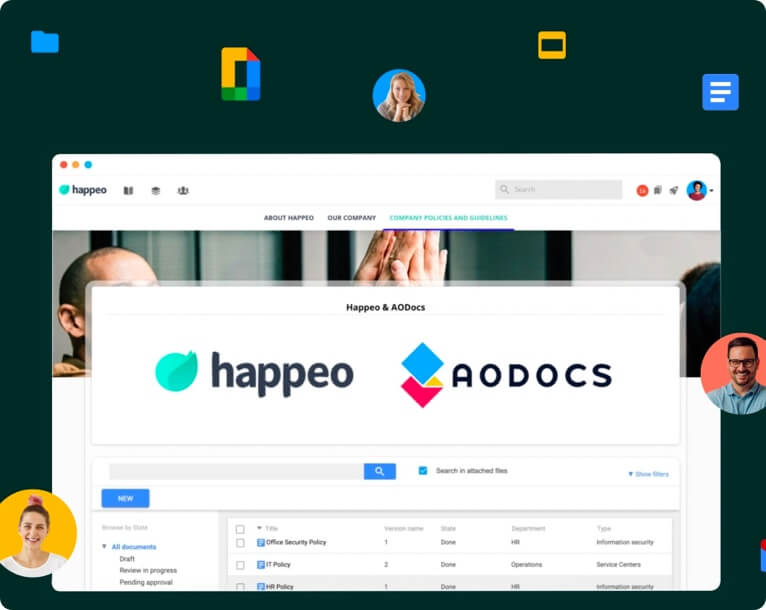 happeo
Search
ABOUT HAPPEO OUR COMPANY COMPANY POLICIES AND GUIDELINES
Happeo & AODocs
happeo AODOCS
Search in attached files Show filters
NEW
Browse by State
Title Version name State Department Type
All documents
Office Security Policy 1 Done HR Information security
Draft
Review in progress
IT Policy 2 Done Operations Service Centers
Pending approval
HR Policy 1 Done HR Information security